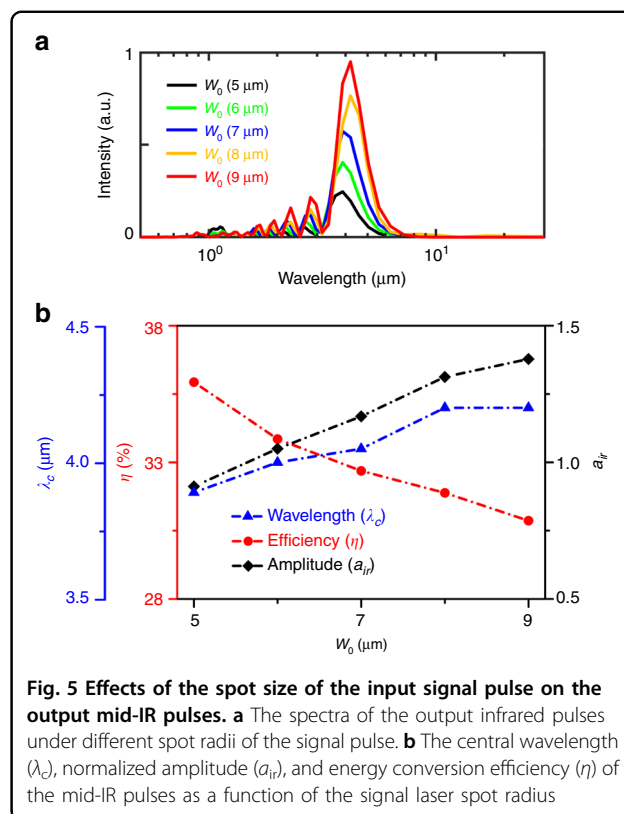 a
1
Intensity (a.u.)
0
W₀ (5 μm)
W₀ (6 μm)
W₀ (7 μm)
W₀ (8 μm)
W₀ (9 μm)
10⁰
10¹
Wavelength (μm)
b
4.5
4.0
3.5
λc (μm)
38
33
28
η (%)
Wavelength (λc)
Efficiency (η)
Amplitude (air)
1.5
1.0
0.5
air
5
7
9
W₀ (μm)
Fig. 5 Effects of the spot size of the input signal pulse on the
output mid-IR pulses. a The spectra of the output infrared pulses
under different spot radii of the signal pulse. b The central wavelength
(λc), normalized amplitude (air), and energy conversion efficiency (η) of
the mid-IR pulses as a function of the signal laser spot radius